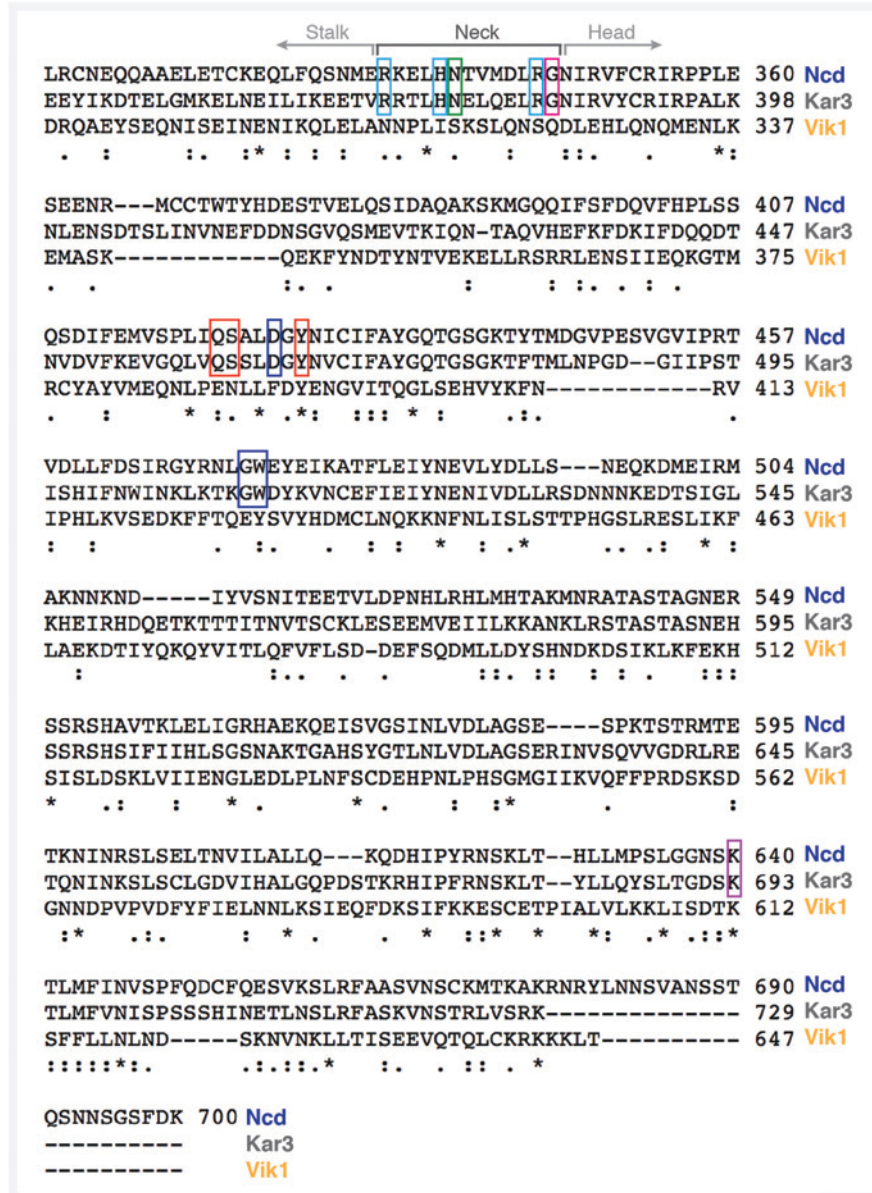 Stalk Neck Head
LRCNEQQAAELETCKEQLFQSNMERKELHNTVMDLRGNIRVFCRIRPPLE 360 Ncd
EEYIKDTELGMKELNEILIKEETVRRTLHNELQELRGNIRVYCRIRPALK 398 Kar3
DRQAEYSEQNISEINENIKQLELANNPLISKSLQNSQDLEHLQNQMENLK 337 Vik1
. : :. :* : : . * . : : . . *:
SEENR---MCCTWTYHDESTVELQSIDAQAKSKMGQQIFSFDQVFHPLSS 407 Ncd
NLENSDTSLINVNEFDDNSGVQSMEVTKIQN-TAQVHEFKFDKIFDQQDT 447 Kar3
EMASK------------QEKFYNDTYNTVEKELLRSRRLENSIIEQKGTM 375 Vik1
. . :. . : : . .
QSDIFEMVSPLIQSALDGYNICIFAYGQTGSGKTYTMDGVPESVGVIPRT 457 Ncd
NVDVFKEVGQLVQSSLDGYNVCIFAYGQTGSGKTFTMLNPGD--GIIPST 495 Kar3
RCYAYVMEQNLPENLLFDYENGVITQGLSEHVYKFN------------RV 413 Vik1
. : * :. * .*: ::: * : .:. .
VDLLFDSIRGYRNLGWEYEIKATFLEIYNEVLYDLLS---NEQKDMEIRM 504 Ncd
ISHIFNWINKLKTKGWDYKVNCEFIEIYNENIVDLLRSDNNNKEDTSIGL 545 Kar3
IPHLKVSEDKFFTQEYSVYHDMCLNQKKNFNLISLSTTPHGSLRESLIKF 463 Vik1
: : . :. . : : * : .* . .: * :
AKNNKND-----IYVSNITEETVLDPNHLRHLMHTAKMNRATASTAGNER 549 Ncd
KHEIRHDQETKTTTITNVTSCKLESEEMVEIILKKANKLRSTASTASNEH 595 Kar3
LAEKDTIYQKQYVITLQFVFLSD-DEFSQDMLLDYSHNDKDSIKLKFEKH 512 Vik1
: :.. . . ::. :: : : . :::
SSRSHAVTKLELIGRHAEKQEISVGSINLVDLAGSE----SPKTSTRMTE 595 Ncd
SSRSHSIFIIHLSGSNAKTGAHSYGTLNLVDLAGSERINVSQVVGDRLRE 645 Kar3
SISLDSKLVIIENGLEDLPLNFSCDEHPNLPHSGMGIIKVQFFPRDSKSD 562 Vik1
* .: : * . * . : :* . :
TKNINRSLSELTNVILALLQ---KQDHIPYRNSKLT--HLLMPSLGGNSK 640 Ncd
TQNINKSLSCLGDVIHALGQPDSTKRHIPFRNSKLT--YLLQYSLTGDSK 693 Kar3
GNNDPVPVDFYFIELNNLKSIEQFDKSIFKKESCETPIALVLKKLISDTK 612 Vik1
:* .:. : * . . * ::* * *: .* .::*
TLMFINVSPFQDCFQESVKSLRFAASVNSCKMTKAKRNRYLNNSVANSST 690 Ncd
TLMFVNISPSSSHINETLNSLRFASKVNSTRLVSRK-------------- 729 Kar3
SFFLLNLND-----SKNVNKLLTISEEVQTQLCKRKKKLT---------- 647 Vik1
:::::*:. .:.::.* :. . :: . *
QSNNSGSFDK 700 Ncd
---------- Kar3
---------- Vik1